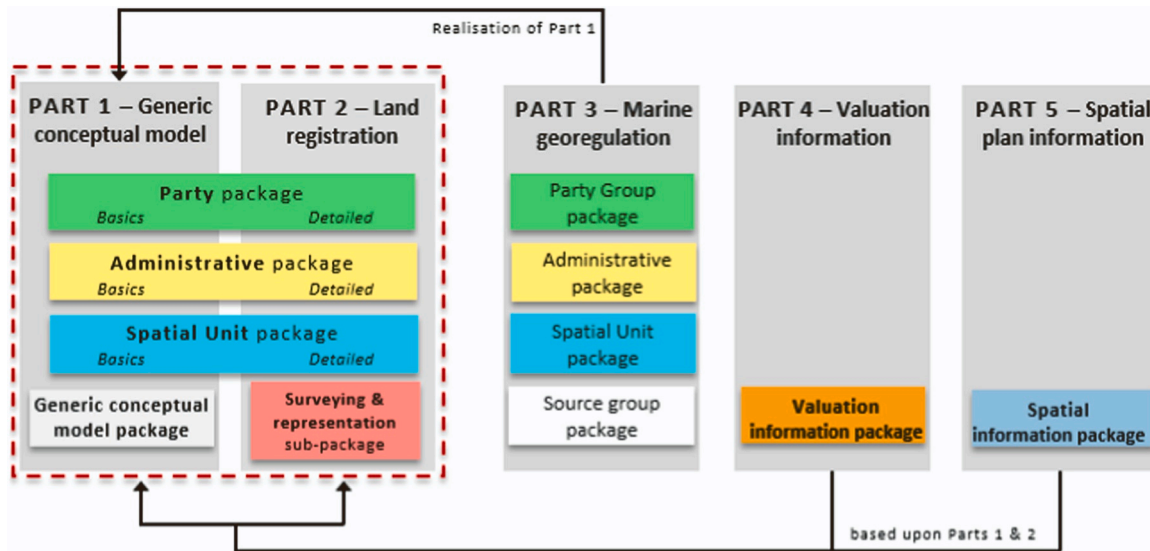 Realisation of Part 1
PART 1 – Generic
conceptual model
PART 2 – Land
registration
PART 3 – Marine
georegulation
PART 4 – Valuation
information
PART 5 – Spatial
plan information
Party package
Basics Detailed
Administrative package
Basics Detailed
Spatial Unit package
Basics Detailed
Generic conceptual
model package
Surveying &
representation
sub-package
Party Group
package
Administrative
package
Spatial Unit
package
Source group
package
Valuation
information package
Spatial
information package
based upon Parts 1 & 2